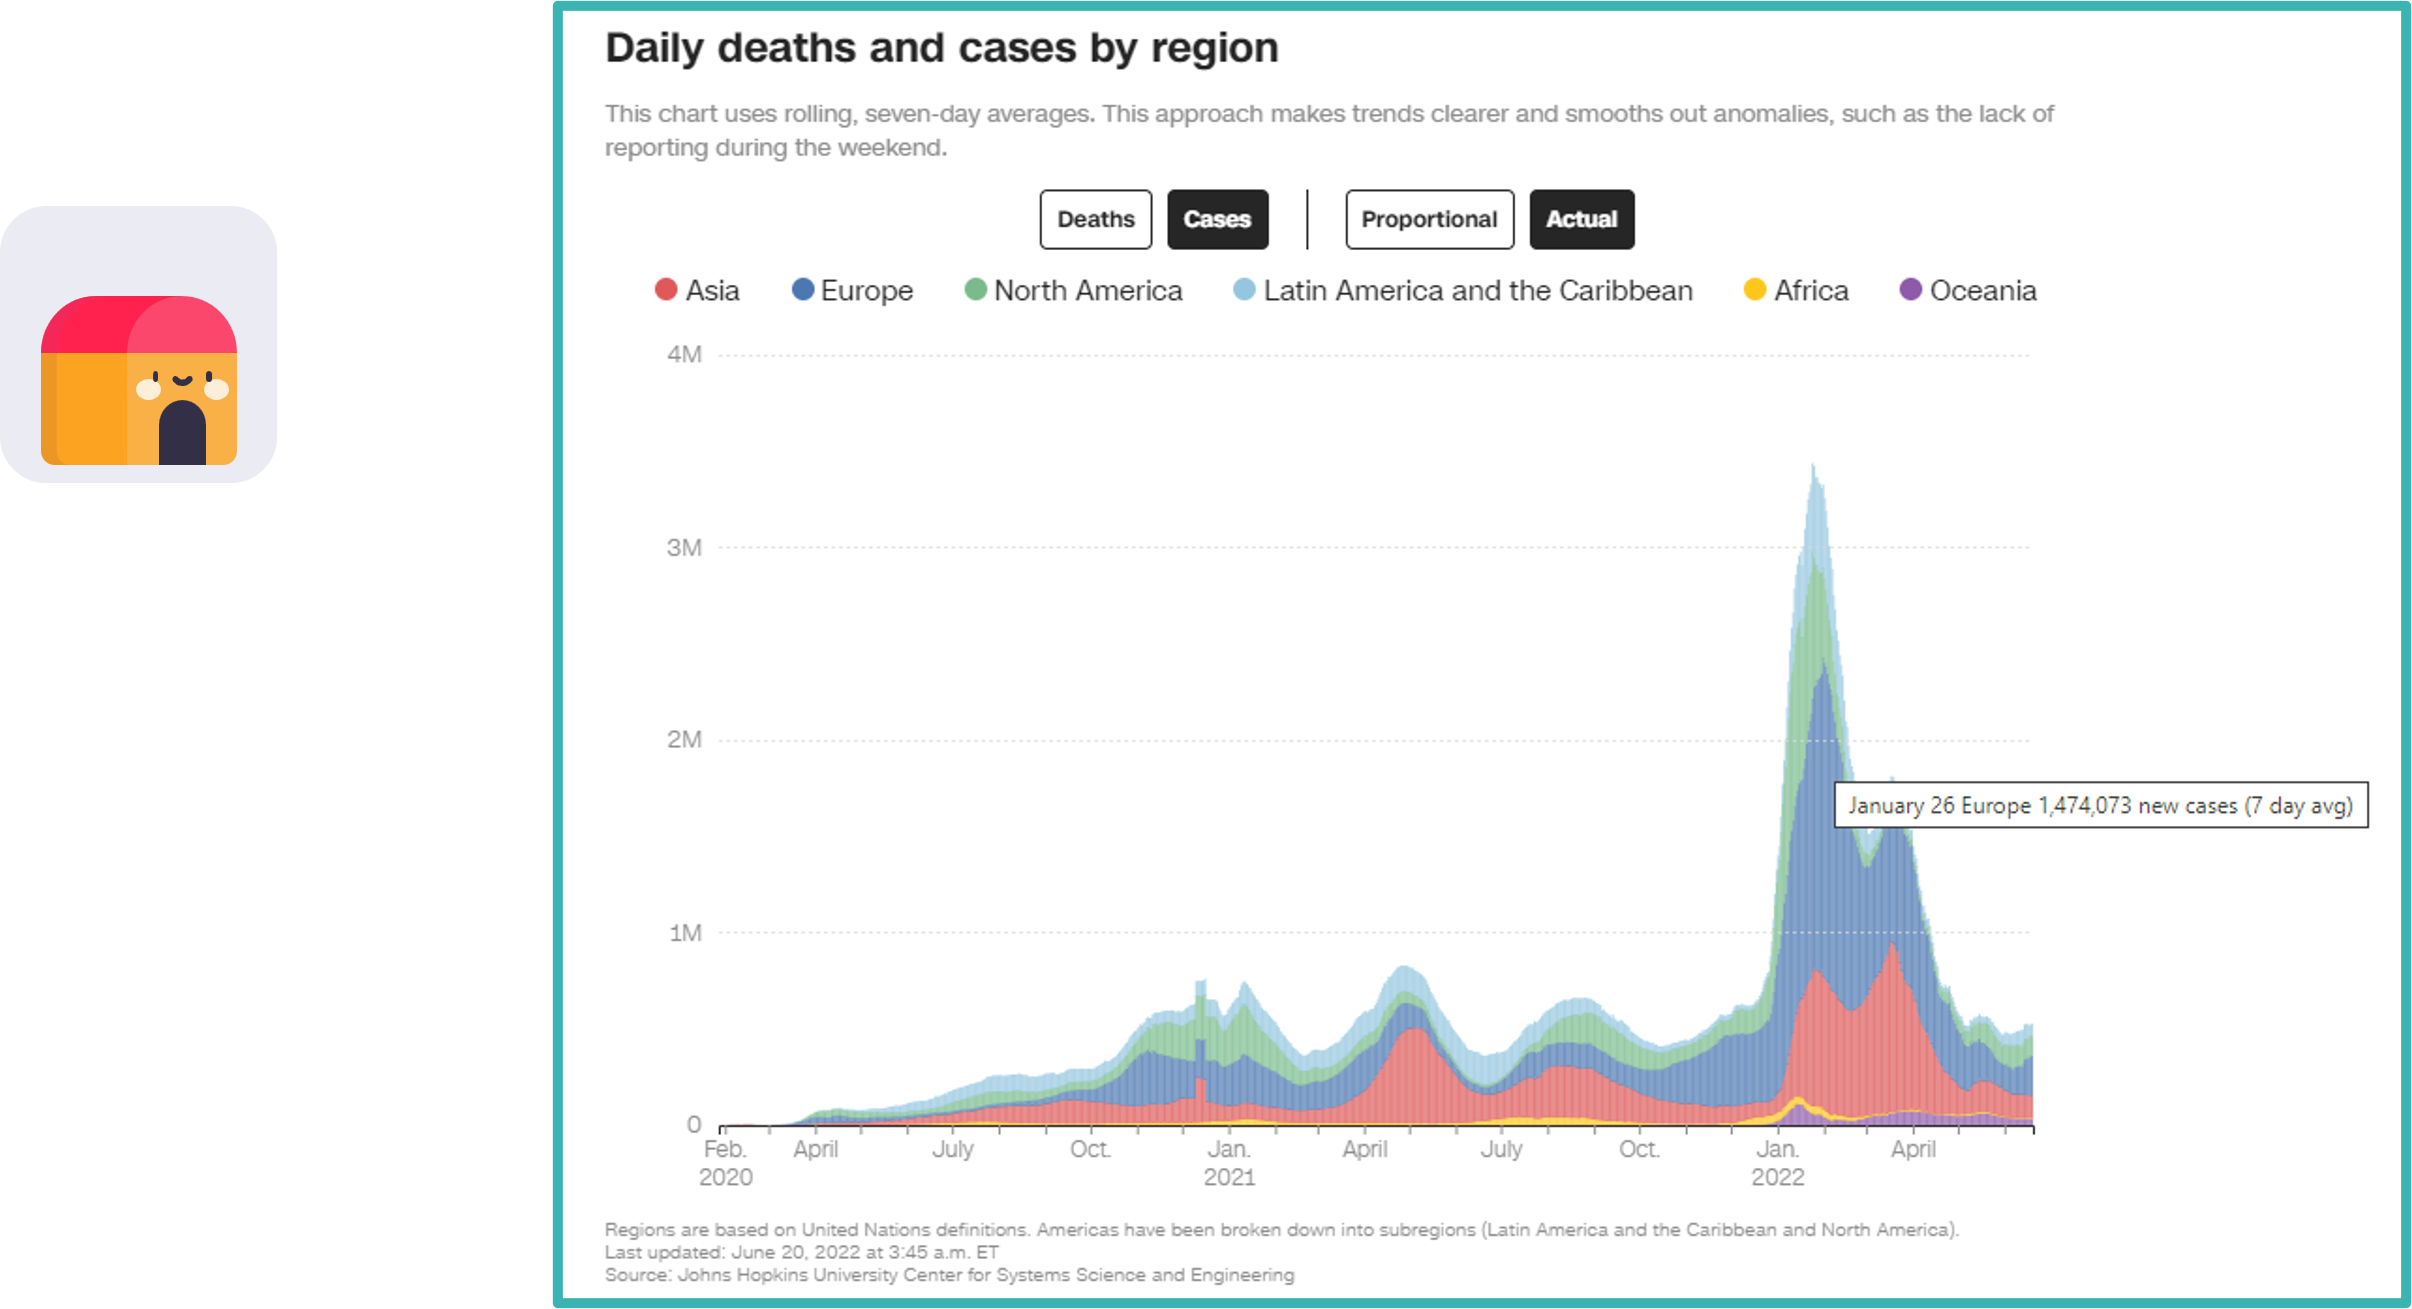 Daily deaths and cases by region
This chart uses rolling, seven-day averages. This approach makes trends clearer and smooths out anomalies, such as the lack of
reporting during the weekend.
Deaths Cases Proportional Actual
Asia Europe North America Latin America and the Caribbean Africa Oceania
4M
3M
2M
January 26 Europe 1,474,073 new cases (7 day avg)
1M
0
Feb. April July Oct. Jan. April July Oct. Jan. April
2020 2021 2022
Regions are based on United Nations definitions. Americas have been broken down into subregions (Latin America and the Caribbean and North America).
Last updated: June 20, 2022 at 3:45 a.m. ET
Source: Johns Hopkins University Center for Systems Science and Engineering